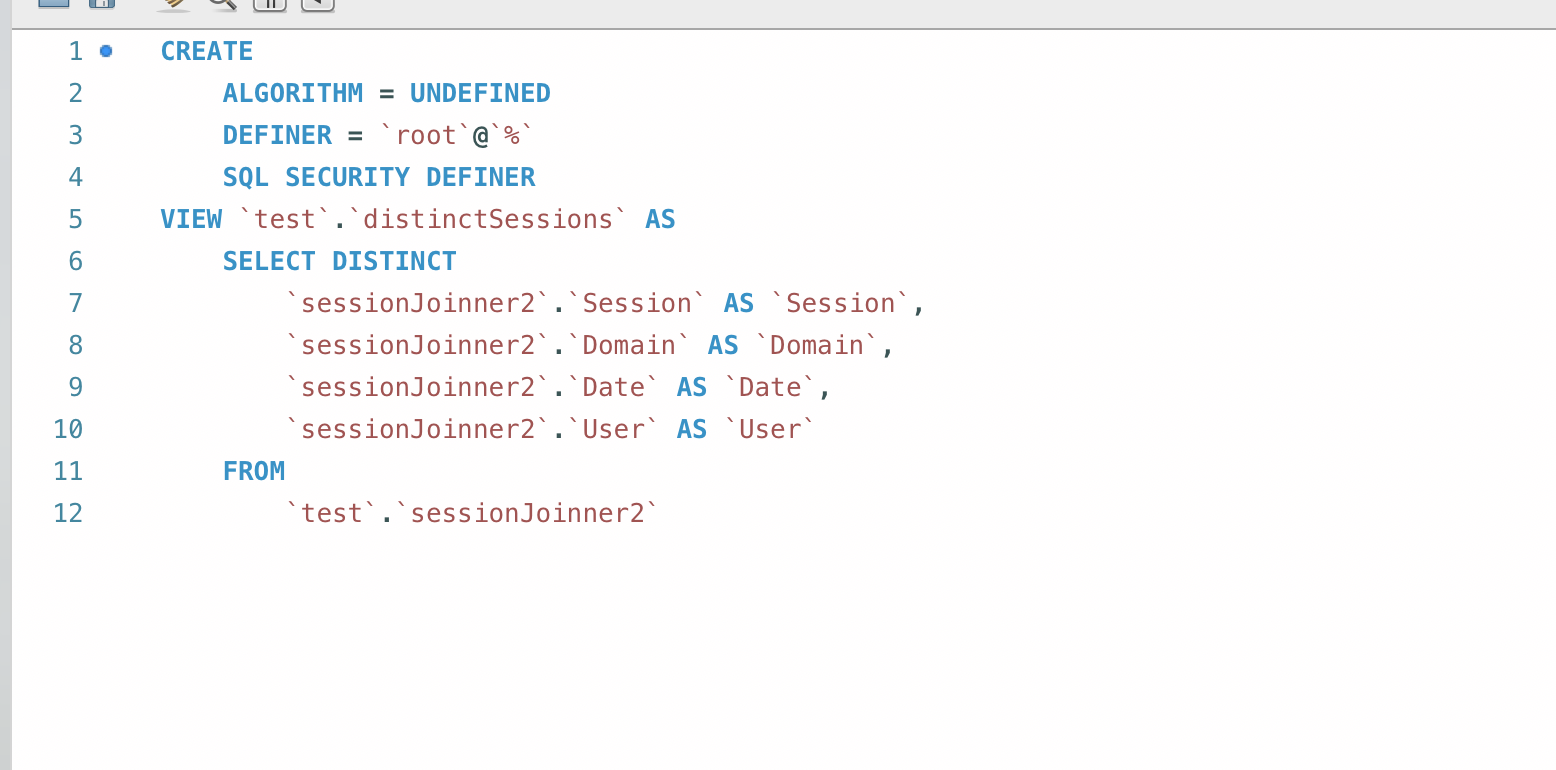 1 CREATE
2 ALGORITHM = UNDEFINED
3 DEFINER = `root`@`%`
4 SQL SECURITY DEFINER
5 VIEW `test`.`distinctSessions` AS
6 SELECT DISTINCT
7 `sessionJoinner2`.`Session` AS `Session`,
8 `sessionJoinner2`.`Domain` AS `Domain`,
9 `sessionJoinner2`.`Date` AS `Date`,
10 `sessionJoinner2`.`User` AS `User`
11 FROM
12 `test`.`sessionJoinner2`